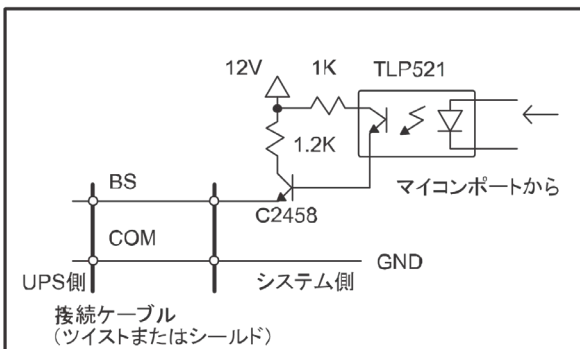 12V
1K
TLP521
1.2K
マイコンポートから
BS
C2458
COM
GND
UPS側
システム側
接続ケーブル
(ツイストまたはシールド)